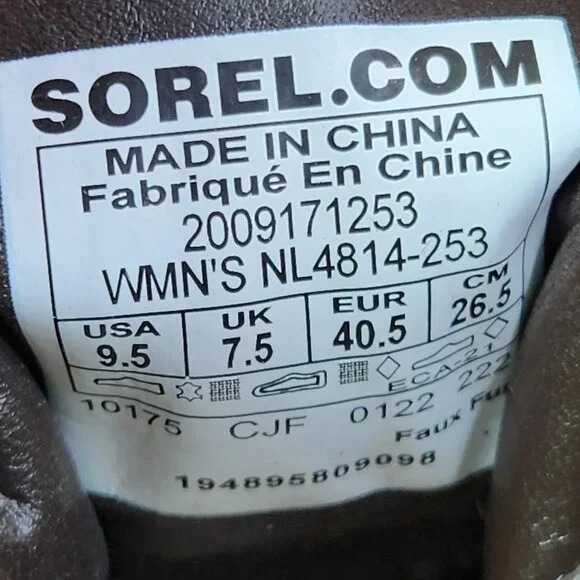 SOREL.COM
MADE IN CHINA
Fabriqué En Chine
2009171253
WMN'S NL4814-253
USA UK EUR CM
9.5 7.5 40.5 26.5
ECA-21
10175 CJF 0122 222
Faux Fur
194895809098